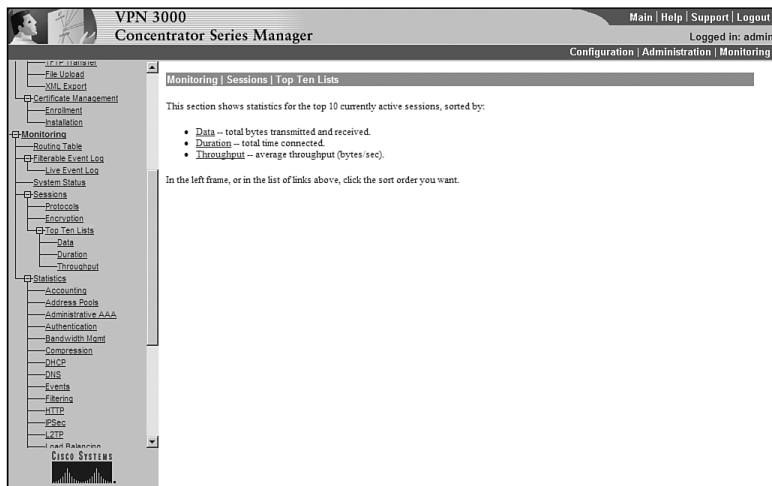 VPN 3000
Concentrator Series Manager
Main | Help | Support | Logout
Logged in: admin
Configuration | Administration | Monitoring
TFTP Transfer
File Upload
XML Export
Certificate Management
Enrollment
Installation
Monitoring
Routing Table
Filterable Event Log
Live Event Log
System Status
Sessions
Protocols
Encryption
Top Ten Lists
Data
Duration
Throughput
Statistics
Accounting
Address Pools
Administrative AAA
Authentication
Bandwidth Mgmt
Compression
DHCP
DNS
Events
Filtering
HTTP
IPSec
L2TP
Load Balancing
CISCO SYSTEMS
Monitoring | Sessions | Top Ten Lists
This section shows statistics for the top 10 currently active sessions, sorted by:
• Data -- total bytes transmitted and received.
• Duration -- total time connected.
• Throughput -- average throughput (bytes/sec).
In the left frame, or in the list of links above, click the sort order you want.